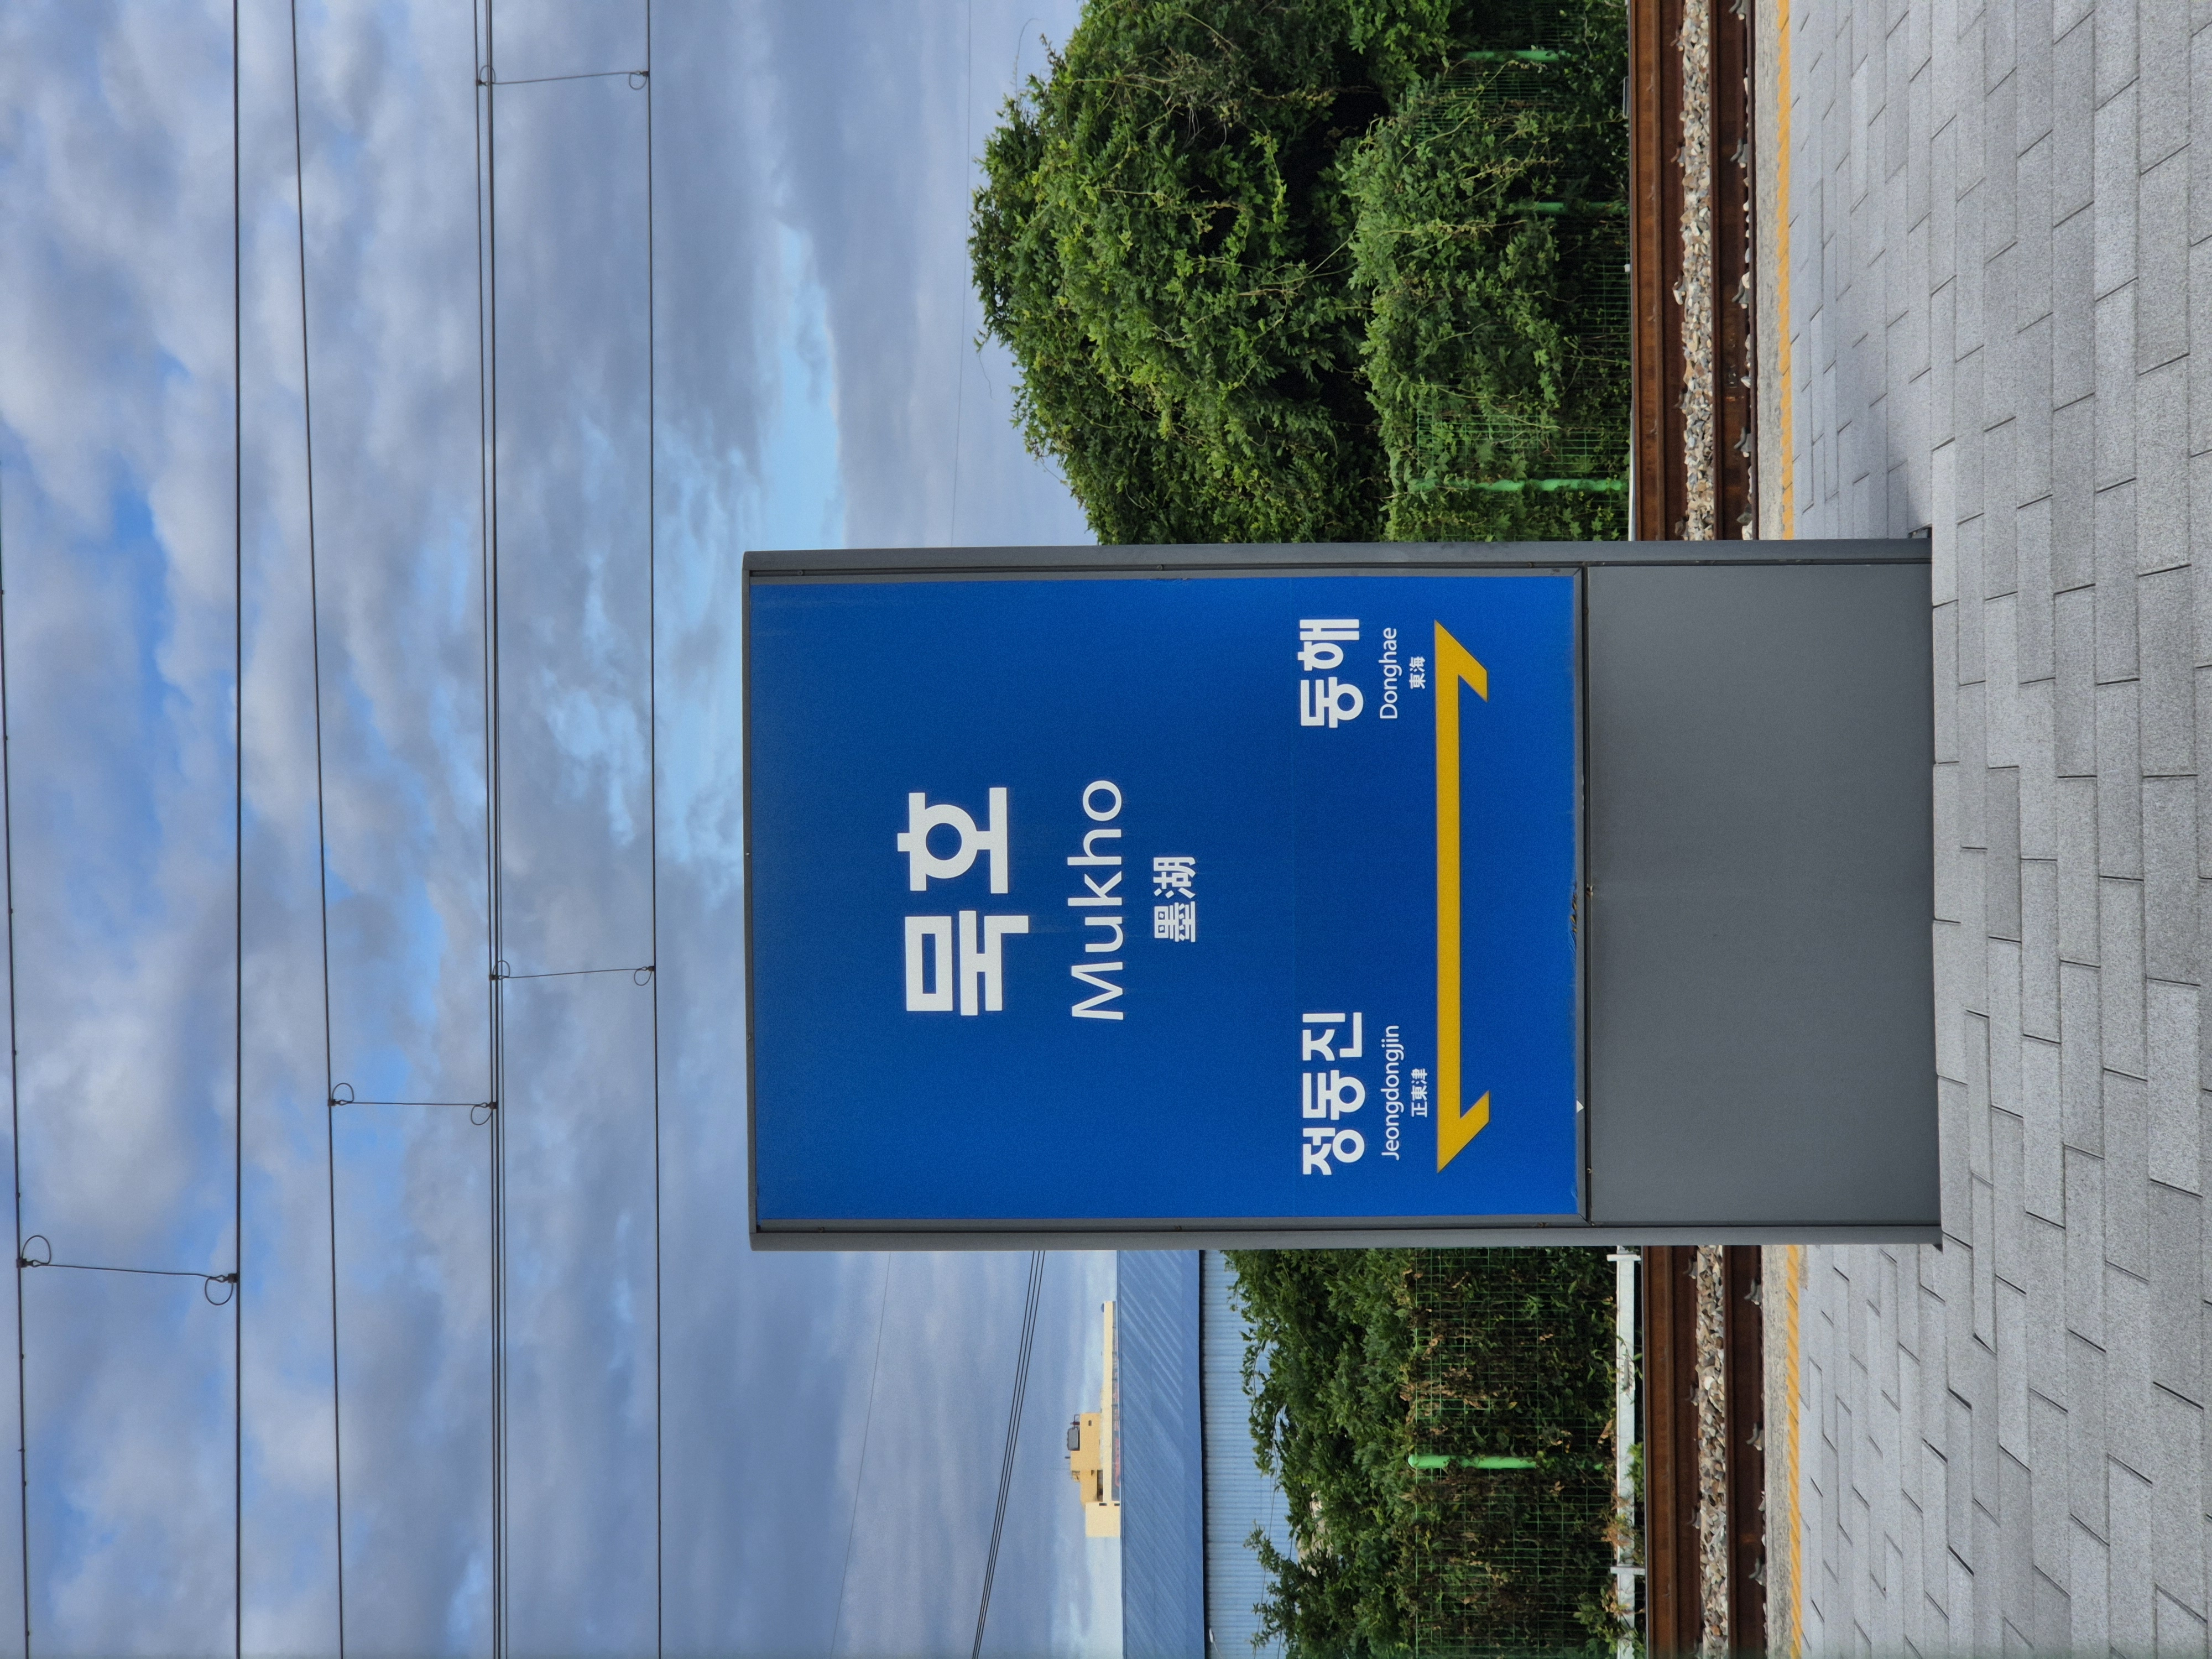 묵호
Mukho
墨湖
정동진
Jeongdongjin
正東津
동해
Donghae
東海